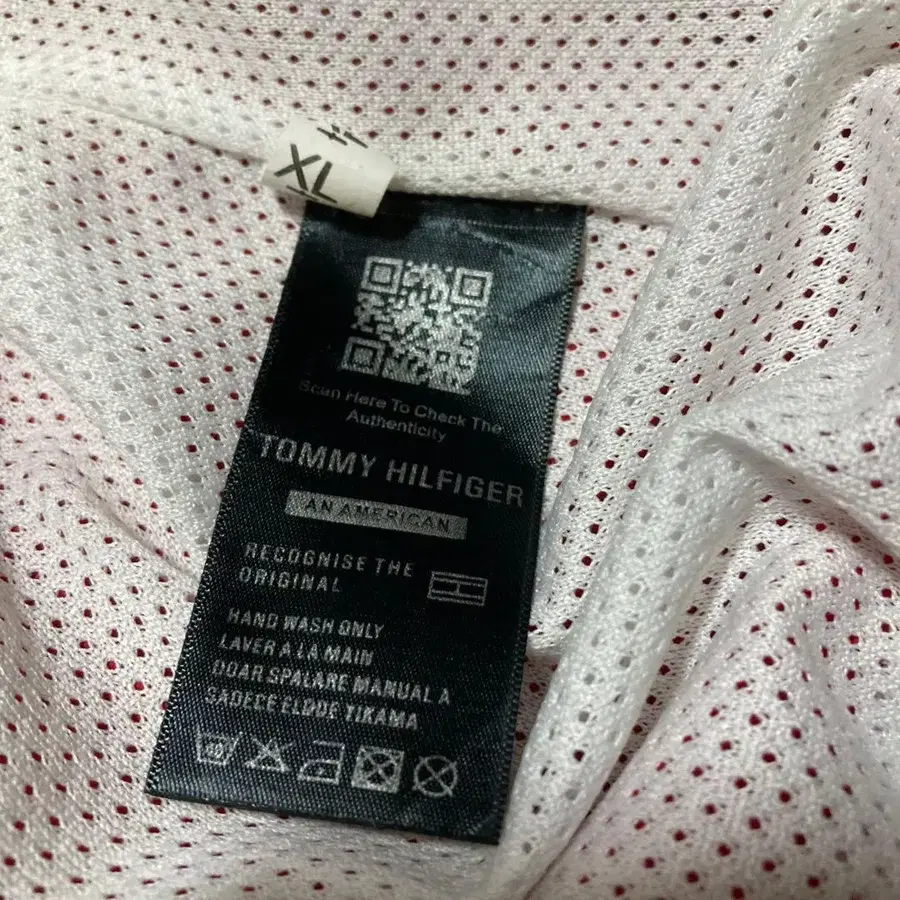 XL
Scan Here To Check The
Authenticity
TOMMY HILFIGER
AN AMERICAN
RECOGNISE THE
ORIGINAL
HAND WASH ONLY
LAVER A LA MAIN
DOAR SPALARE MANUAL A
SADECE ELDUE YIKAMA